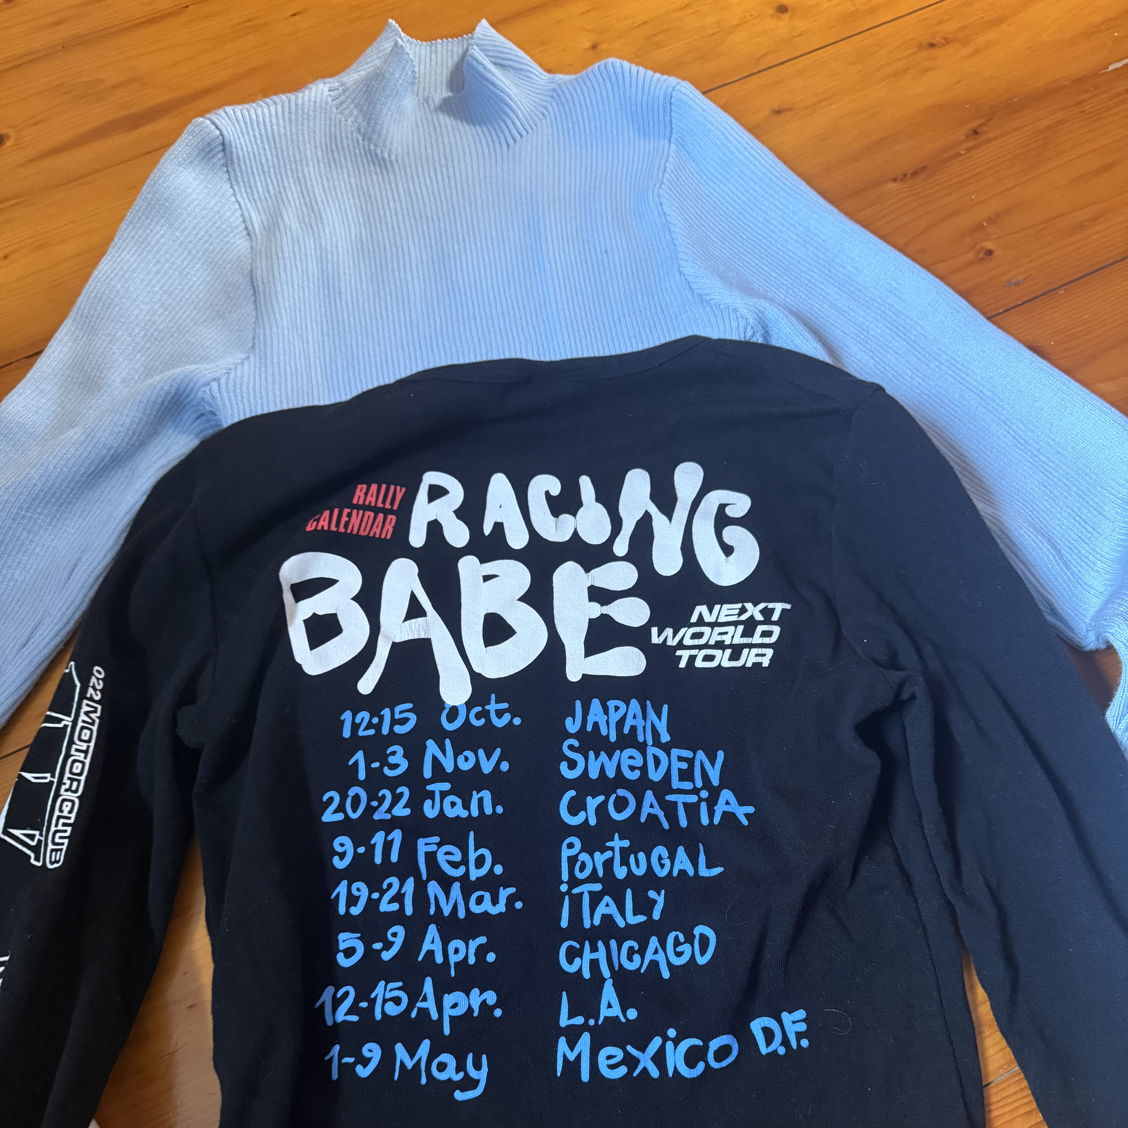 RALLY
CALENDAR
RACING
BABE
NEXT
WORLD
TOUR
12-15 Oct. JAPAN
1-3 Nov. SWeDEN
20-22 Jan. CrOATiA
9-11 Feb. PortuGAL
19-21 Mar. iTALY
5-9 Apr. CHICAGO
12-15 Apr. L.A.
1-9 May Mexico D.F.
022 MOTOR CLUB